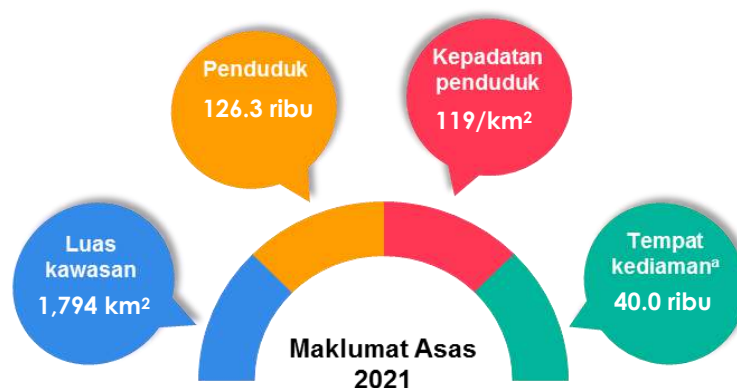 Penduduk
126.3 ribu
Kepadatan
penduduk
119/km²
Luas
kawasan
1,794 km²
Tempat
kediamanᵃ
40.0 ribu
Maklumat Asas
2021